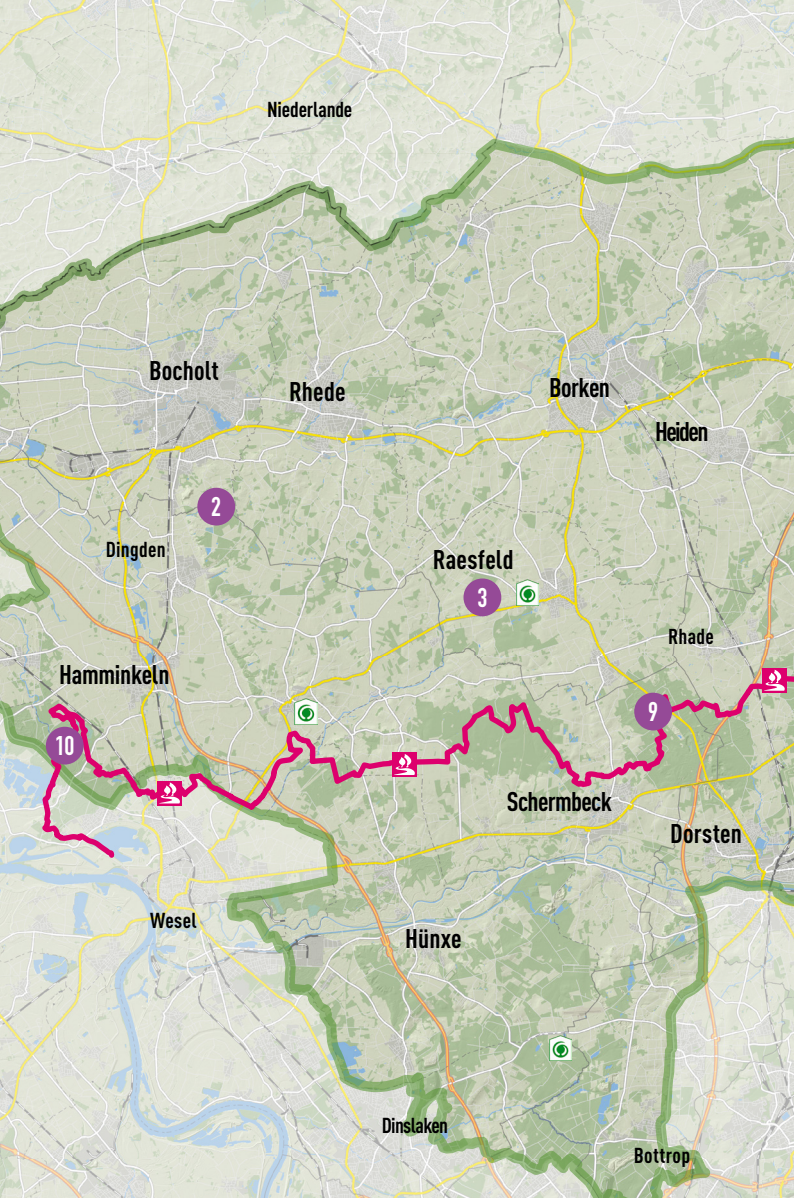 Niederlande
Bocholt
Rhede
Borken
Heiden
2
Dingden
Raesfeld
3
Rhade
Hamminkeln
9
10
Schermbeck
Dorsten
Wesel
Hünxe
Dinslaken
Bottrop